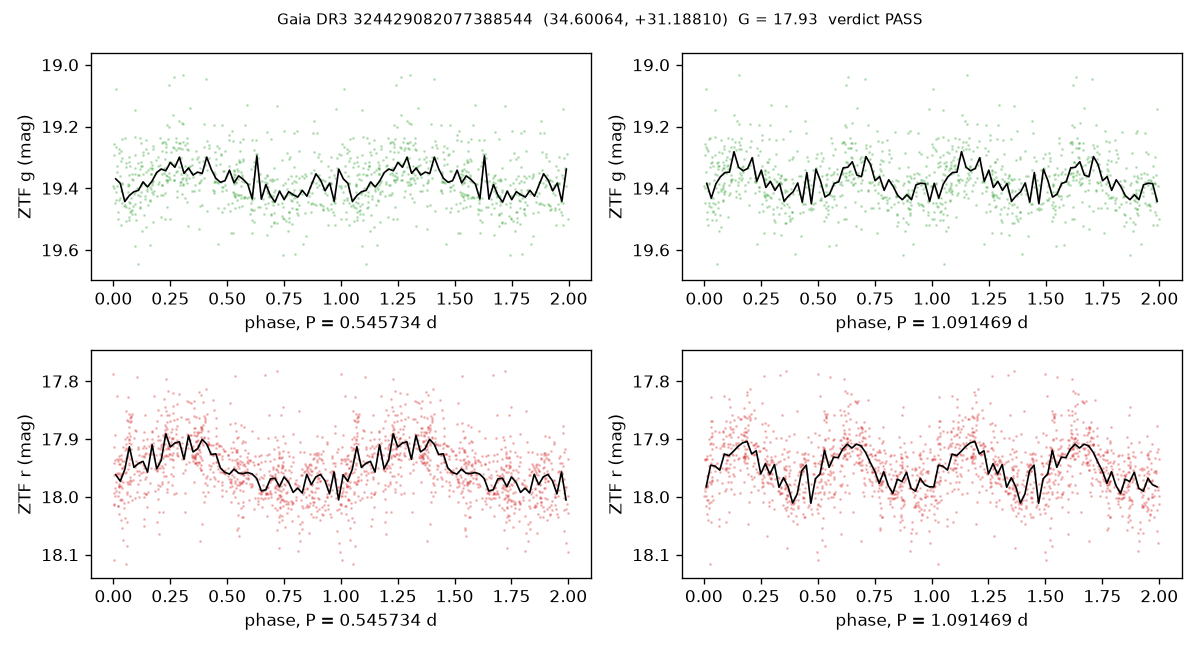 Gaia DR3 324429082077388544  (34.60064, +31.18810)  G = 17.93  verdict PASS
ZTF g (mag)
19.0
19.2
19.4
19.6
0.00 0.25 0.50 0.75 1.00 1.25 1.50 1.75 2.00
phase, P = 0.545734 d
ZTF g (mag)
19.0
19.2
19.4
19.6
0.00 0.25 0.50 0.75 1.00 1.25 1.50 1.75 2.00
phase, P = 1.091469 d
ZTF r (mag)
17.8
17.9
18.0
18.1
0.00 0.25 0.50 0.75 1.00 1.25 1.50 1.75 2.00
phase, P = 0.545734 d
ZTF r (mag)
17.8
17.9
18.0
18.1
0.00 0.25 0.50 0.75 1.00 1.25 1.50 1.75 2.00
phase, P = 1.091469 d